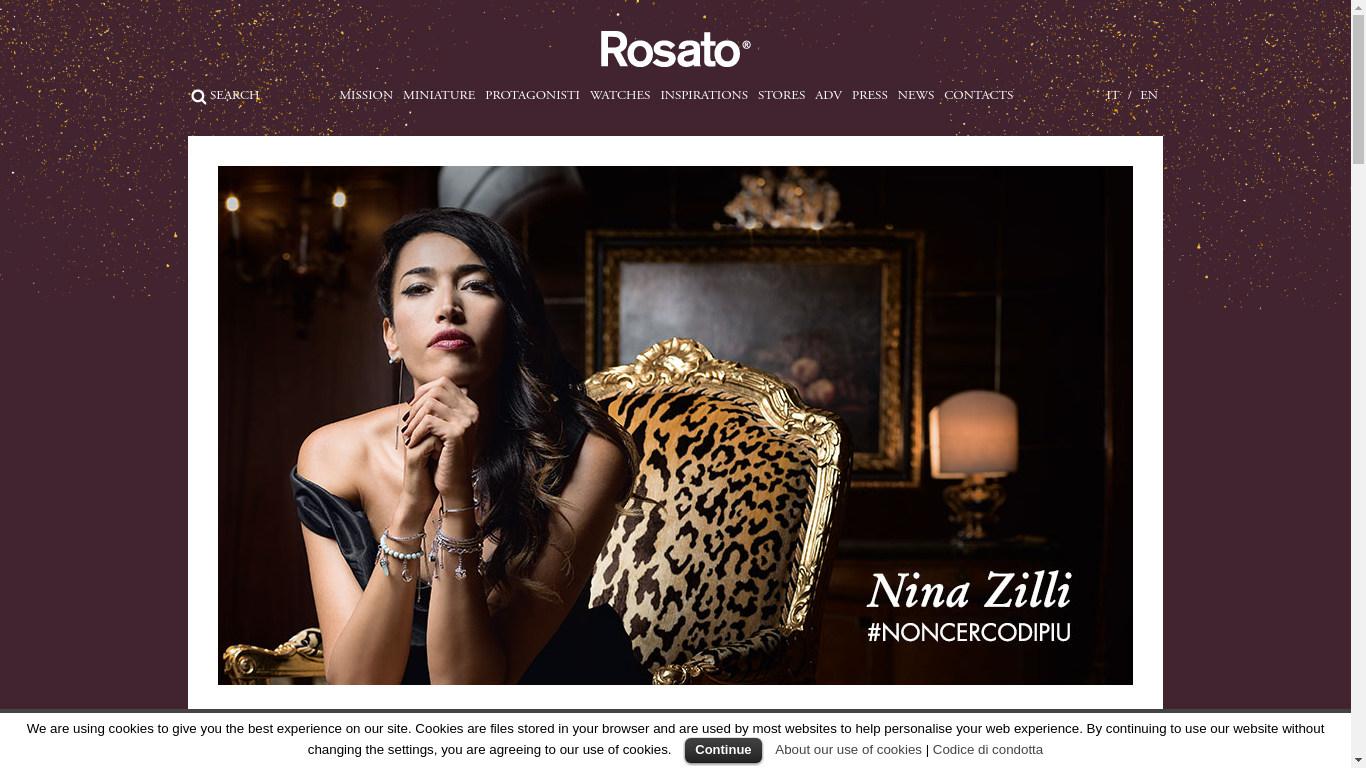 Rosato®
SEARCH
MISSION MINIATURE PROTAGONISTI WATCHES INSPIRATIONS STORES ADV PRESS NEWS CONTACTS
IT / EN
Nina Zilli
#NONCERCODIPIU
We are using cookies to give you the best experience on our site. Cookies are files stored in your browser and are used by most websites to help personalise your web experience. By continuing to use our website without
changing the settings, you are agreeing to our use of cookies. Continue About our use of cookies | Codice di condotta